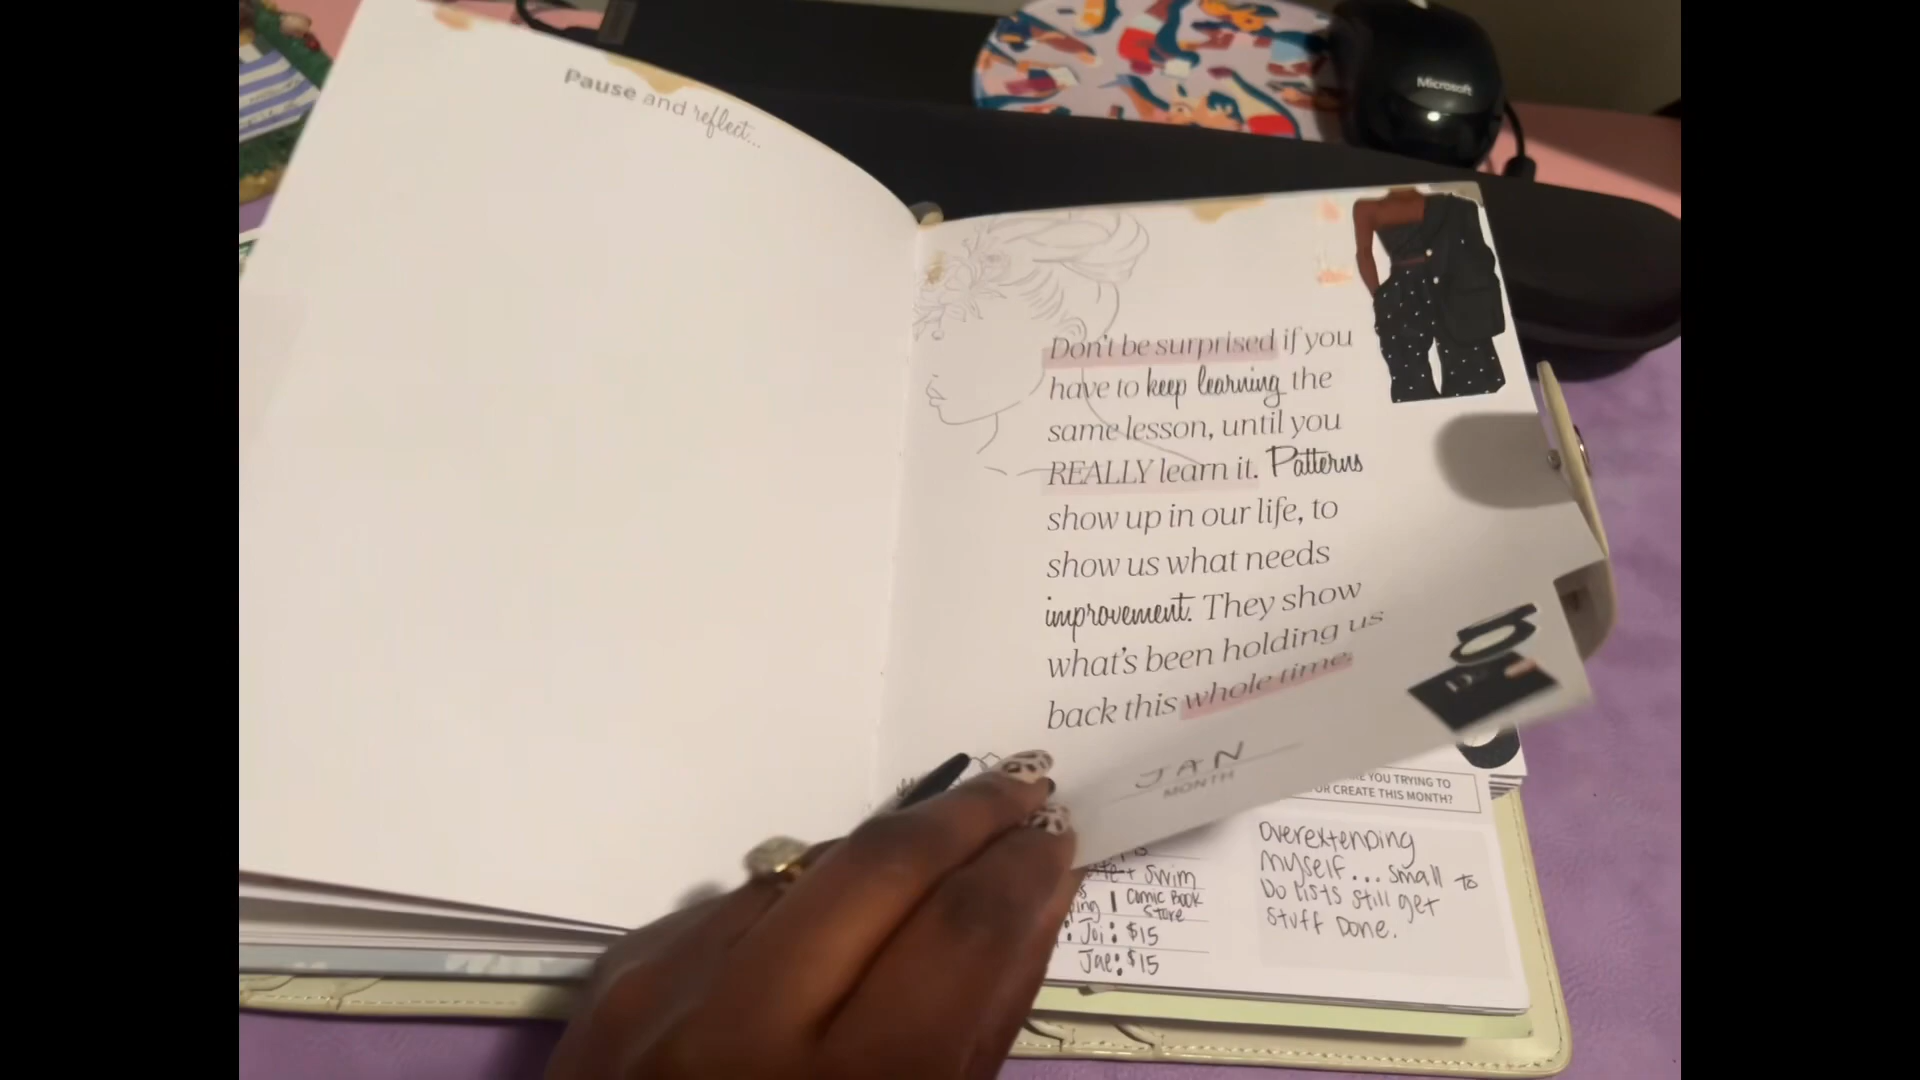 Pause and reflect...
Microsoft
Don't be surprised if you
have to keep learning the
same lesson, until you
REALLY learn it. Patterns
show up in our life, to
show us what needs
improvement. They show
what's been holding us
back this whole time.
JAN
MONTH
YOU TRYING TO
CREATE THIS MONTH?
Overextending
myself... small to
Do lists still get
stuff Done.
+ Swim
Comic Book
Store
Joi: $15
Jae: $15